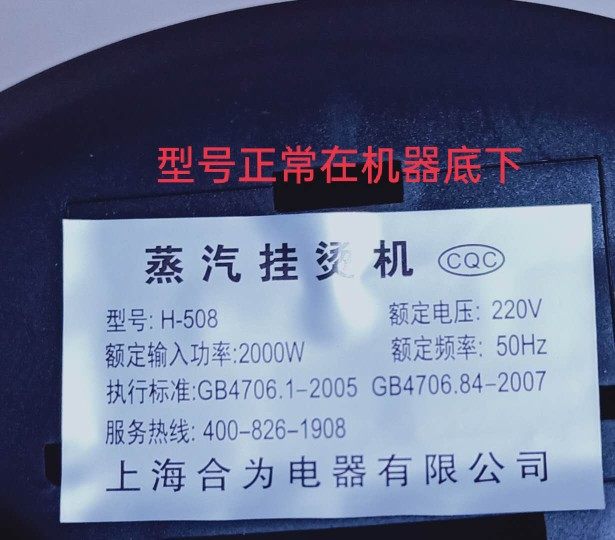 型号正常在机器底下
蒸汽挂烫机 CQC
型号: H-508 额定电压: 220V
额定输入功率:2000W 额定频率: 50Hz
执行标准:GB4706.1-2005 GB4706.84-2007
服务热线: 400-826-1908
上海合为电器有限公司